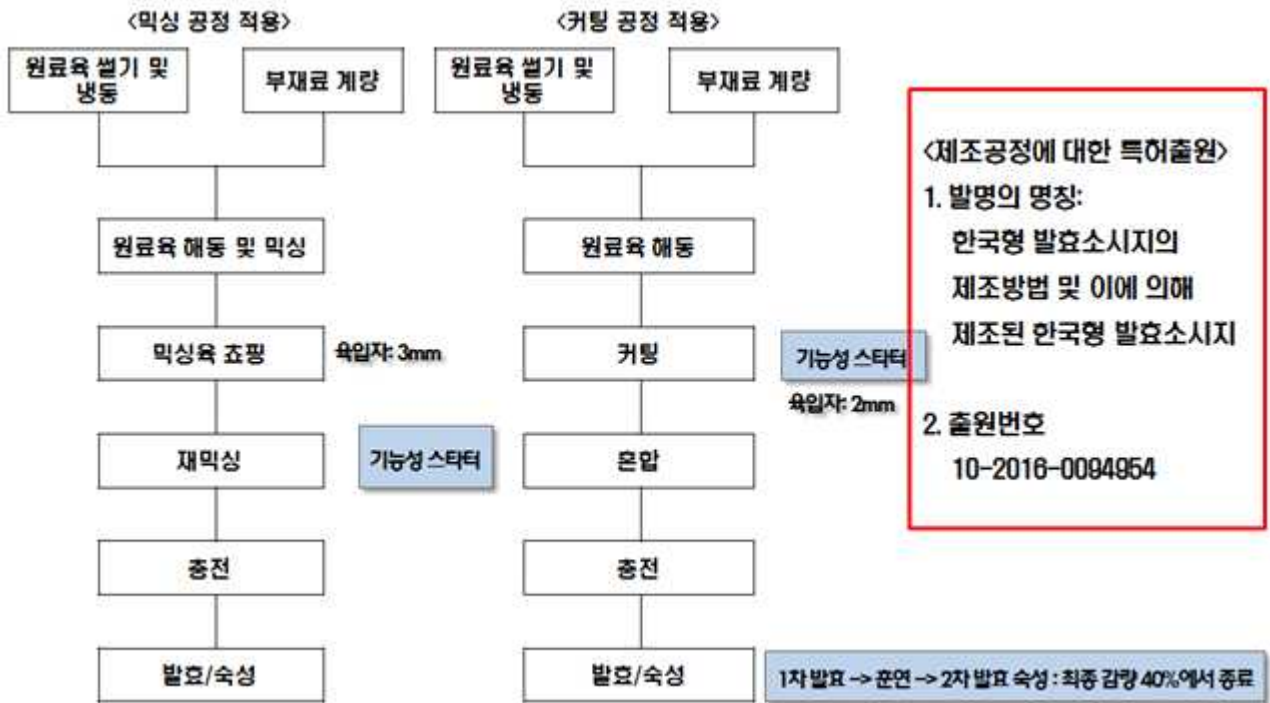 <믹싱 공정 적용>
원료육 썰기 및
냉동
부재료 계량
원료육 해동 및 믹싱
믹싱육 쵸핑
육입자: 3mm
재믹싱
기능성 스타터
충전
발효/숙성
<커팅 공정 적용>
원료육 썰기 및
냉동
부재료 계량
원료육 해동
커팅
기능성 스타터
육입자: 2mm
혼합
충전
발효/숙성
1차 발효 -> 훈연 -> 2차 발효 숙성 : 최종 감량 40%에서 종료
<제조공정에 대한 특허출원>
1. 발명의 명칭:
한국형 발효소시지의
제조방법 및 이에 의해
제조된 한국형 발효소시지
2. 출원번호
10-2016-0094954